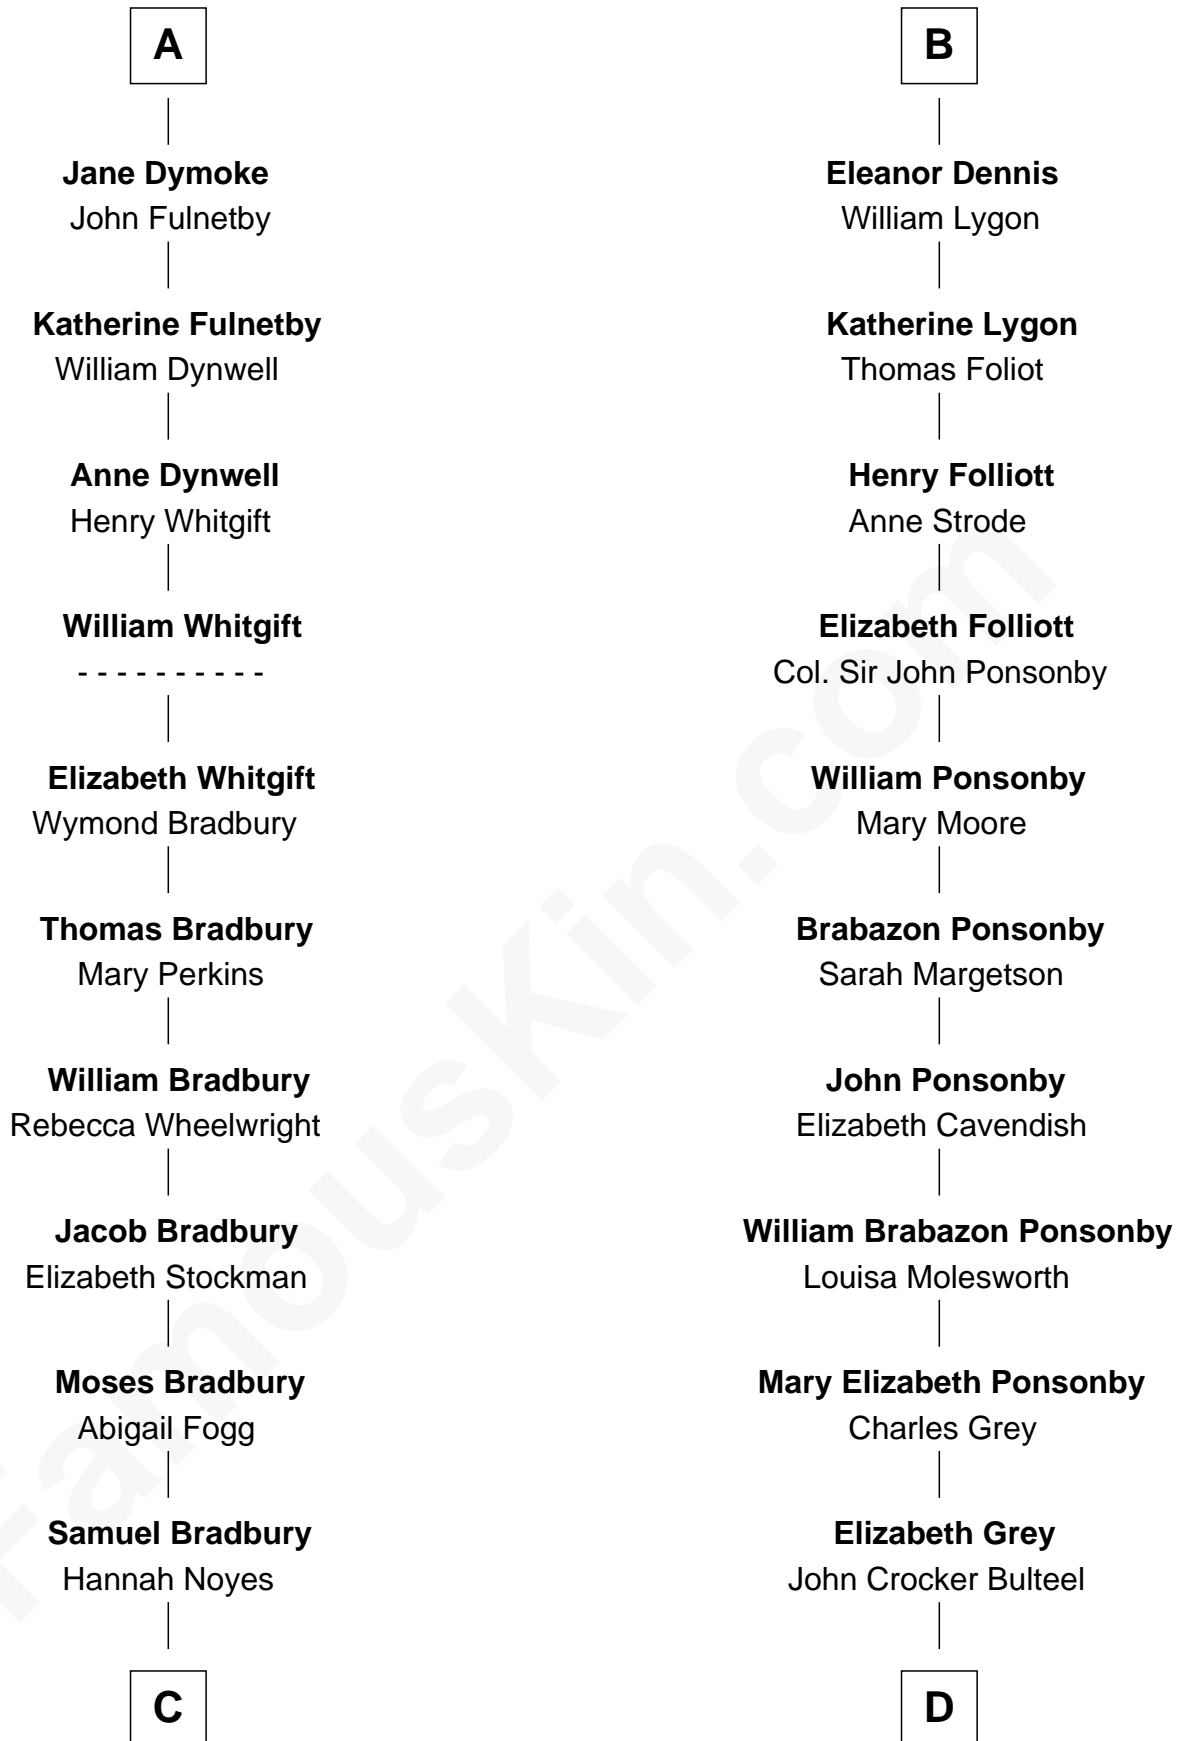 A
Jane Dymoke
John Fulnetby
Katherine Fulnetby
William Dynwell
Anne Dynwell
Henry Whitgift
William Whitgift
- - - - - - - - - -
Elizabeth Whitgift
Wymond Bradbury
Thomas Bradbury
Mary Perkins
William Bradbury
Rebecca Wheelwright
Jacob Bradbury
Elizabeth Stockman
Moses Bradbury
Abigail Fogg
Samuel Bradbury
Hannah Noyes
C
B
Eleanor Dennis
William Lygon
Katherine Lygon
Thomas Foliot
Henry Folliott
Anne Strode
Elizabeth Folliott
Col. Sir John Ponsonby
William Ponsonby
Mary Moore
Brabazon Ponsonby
Sarah Margetson
John Ponsonby
Elizabeth Cavendish
William Brabazon Ponsonby
Louisa Molesworth
Mary Elizabeth Ponsonby
Charles Grey
Elizabeth Grey
John Crocker Bulteel
D
FamousKin.com